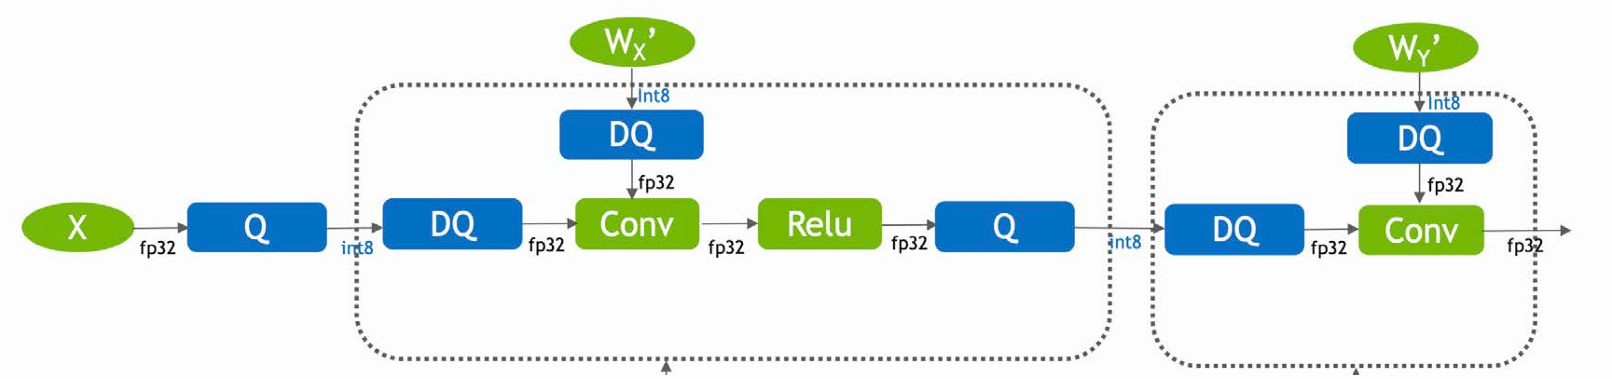 W_X’
W_Y’
Int8
Int8
DQ
DQ
fp32
fp32
X
Q
DQ
Conv
Relu
Q
DQ
Conv
fp32
int8
fp32
fp32
fp32
int8
fp32
fp32